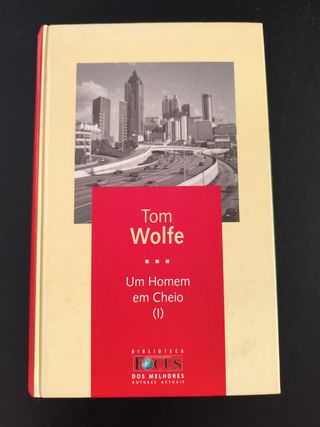 Tom
Wolfe
Um Homem
em Cheio
(I)
BIBLIOTECA
FOCUS
DOS MELHORES
AUTORES ACTUAIS